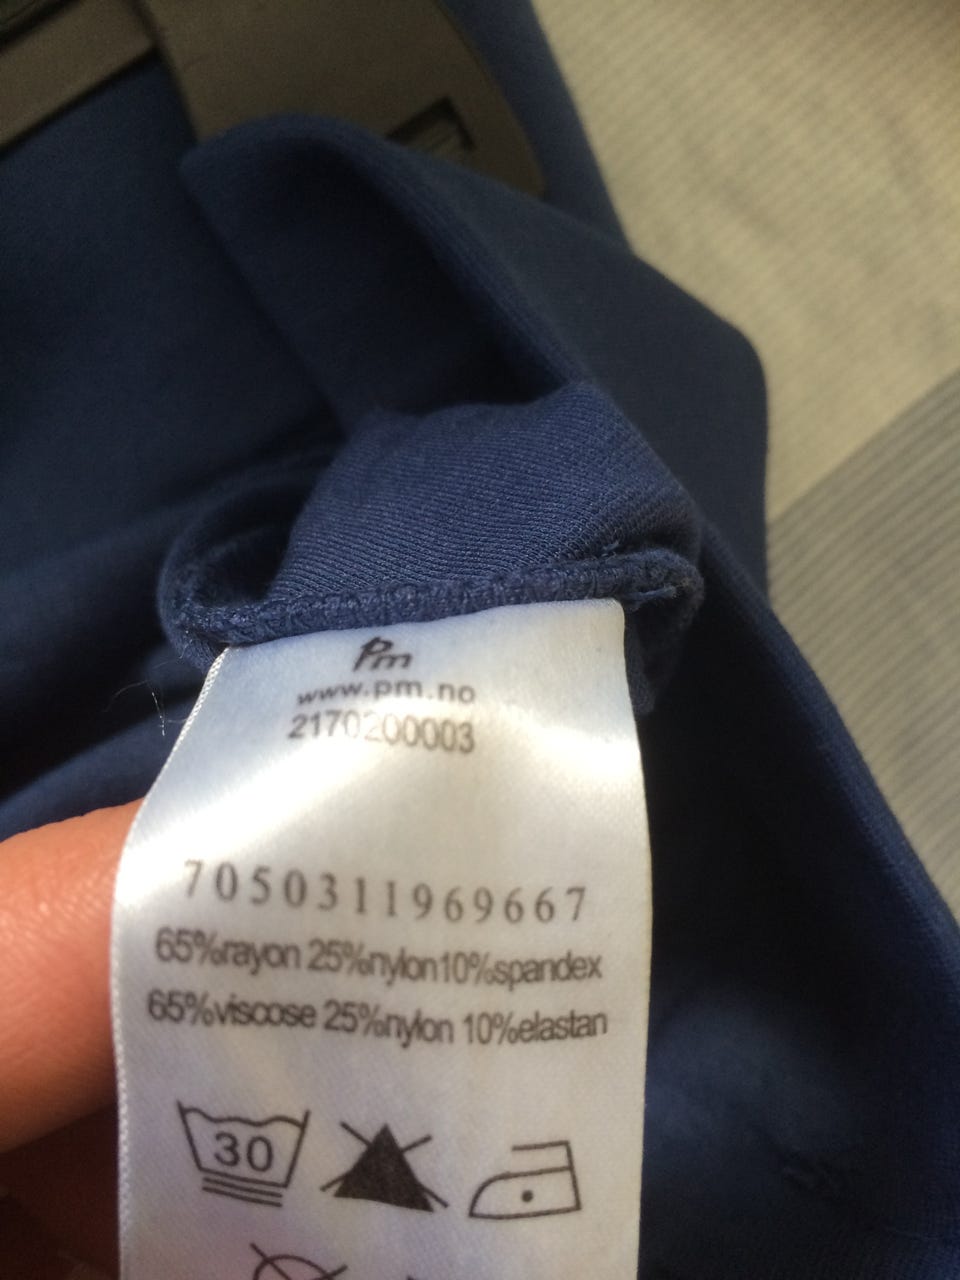 Pm
www.pm.no
2170200003
7050311969667
65%rayon 25%nylon10%spandex
65%viscose 25%nylon 10%elastan
30